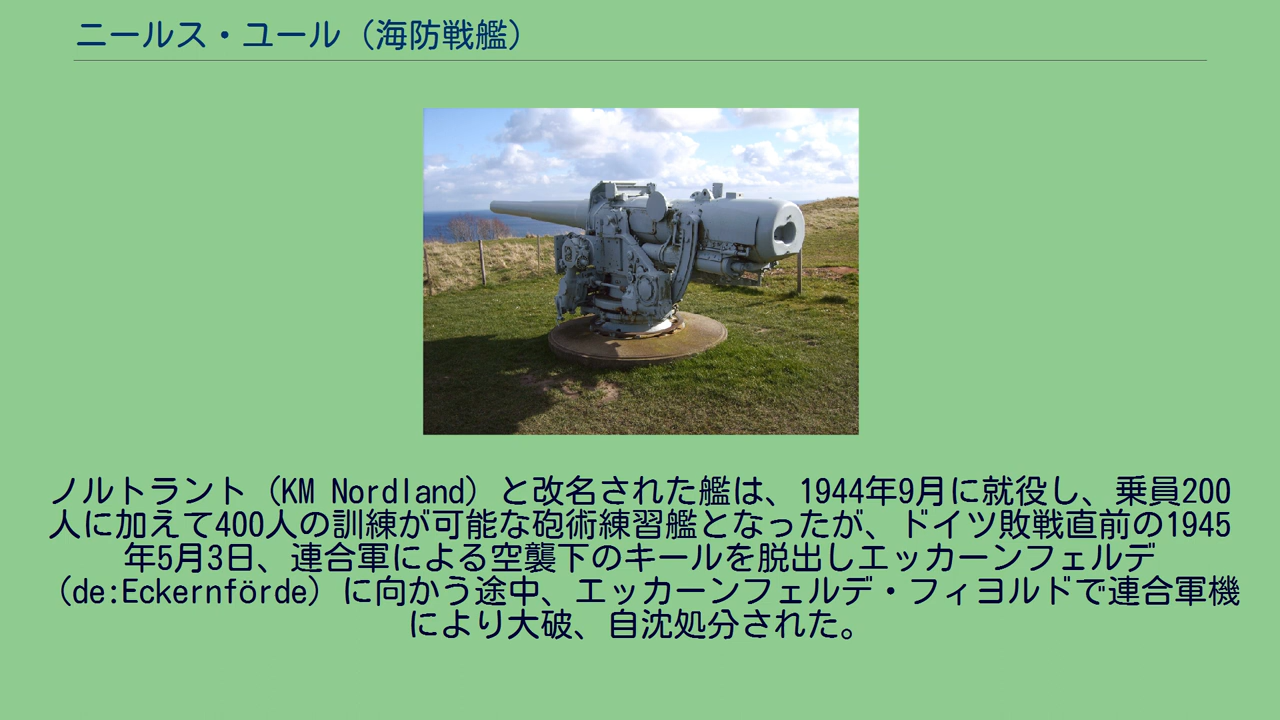 ニールス・ユール（海防戦艦）
ノルトラント（KM Nordland）と改名された艦は、1944年9月に就役し、乗員200
人に加えて400人の訓練が可能な砲術練習艦となったが、ドイツ敗戦直前の1945
年5月3日、連合軍による空襲下のキールを脱出しエッカーンフェルデ
（de:Eckernförde）に向かう途中、エッカーンフェルデ・フィヨルドで連合軍機
により大破、自沈処分された。